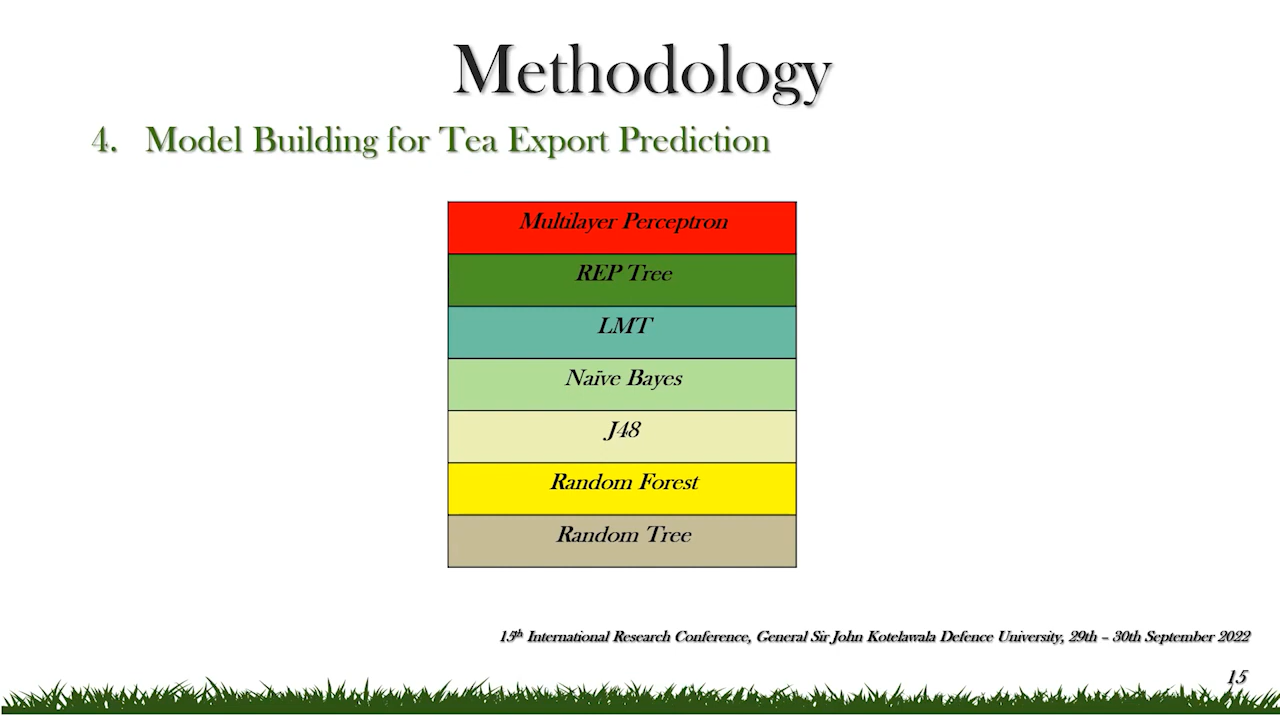 Methodology
4. Model Building for Tea Export Prediction
Multilayer Perceptron
REP Tree
LMT
Naïve Bayes
J48
Random Forest
Random Tree
15th International Research Conference, General Sir John Kotelawala Defence University, 29th – 30th September 2022
15